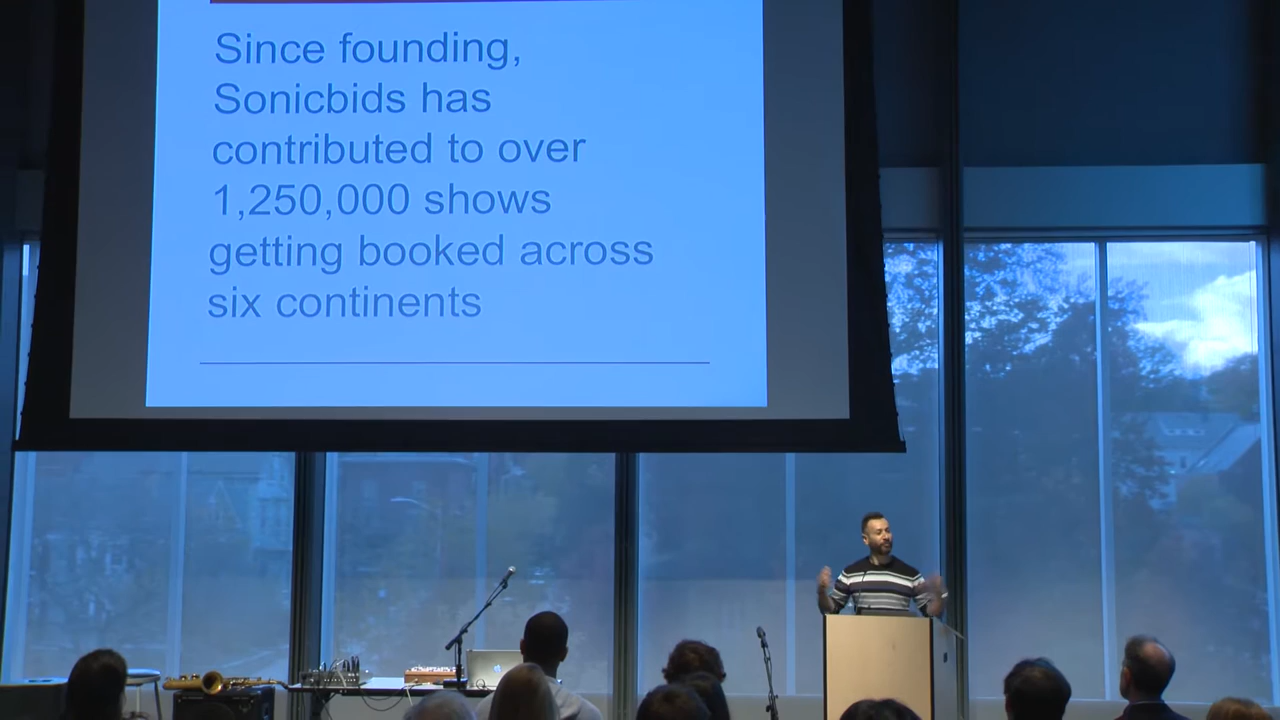 Since founding,
Sonicbids has
contributed to over
1,250,000 shows
getting booked across
six continents